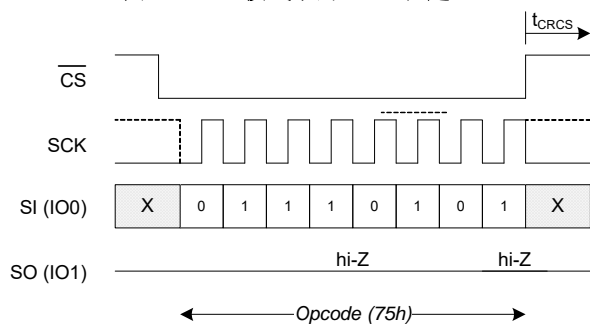 tCRCS
CS
SCK
SI (IO0)
X 0 1 1 1 0 1 0 1 X
hi-Z hi-Z
SO (IO1)
Opcode (75h)